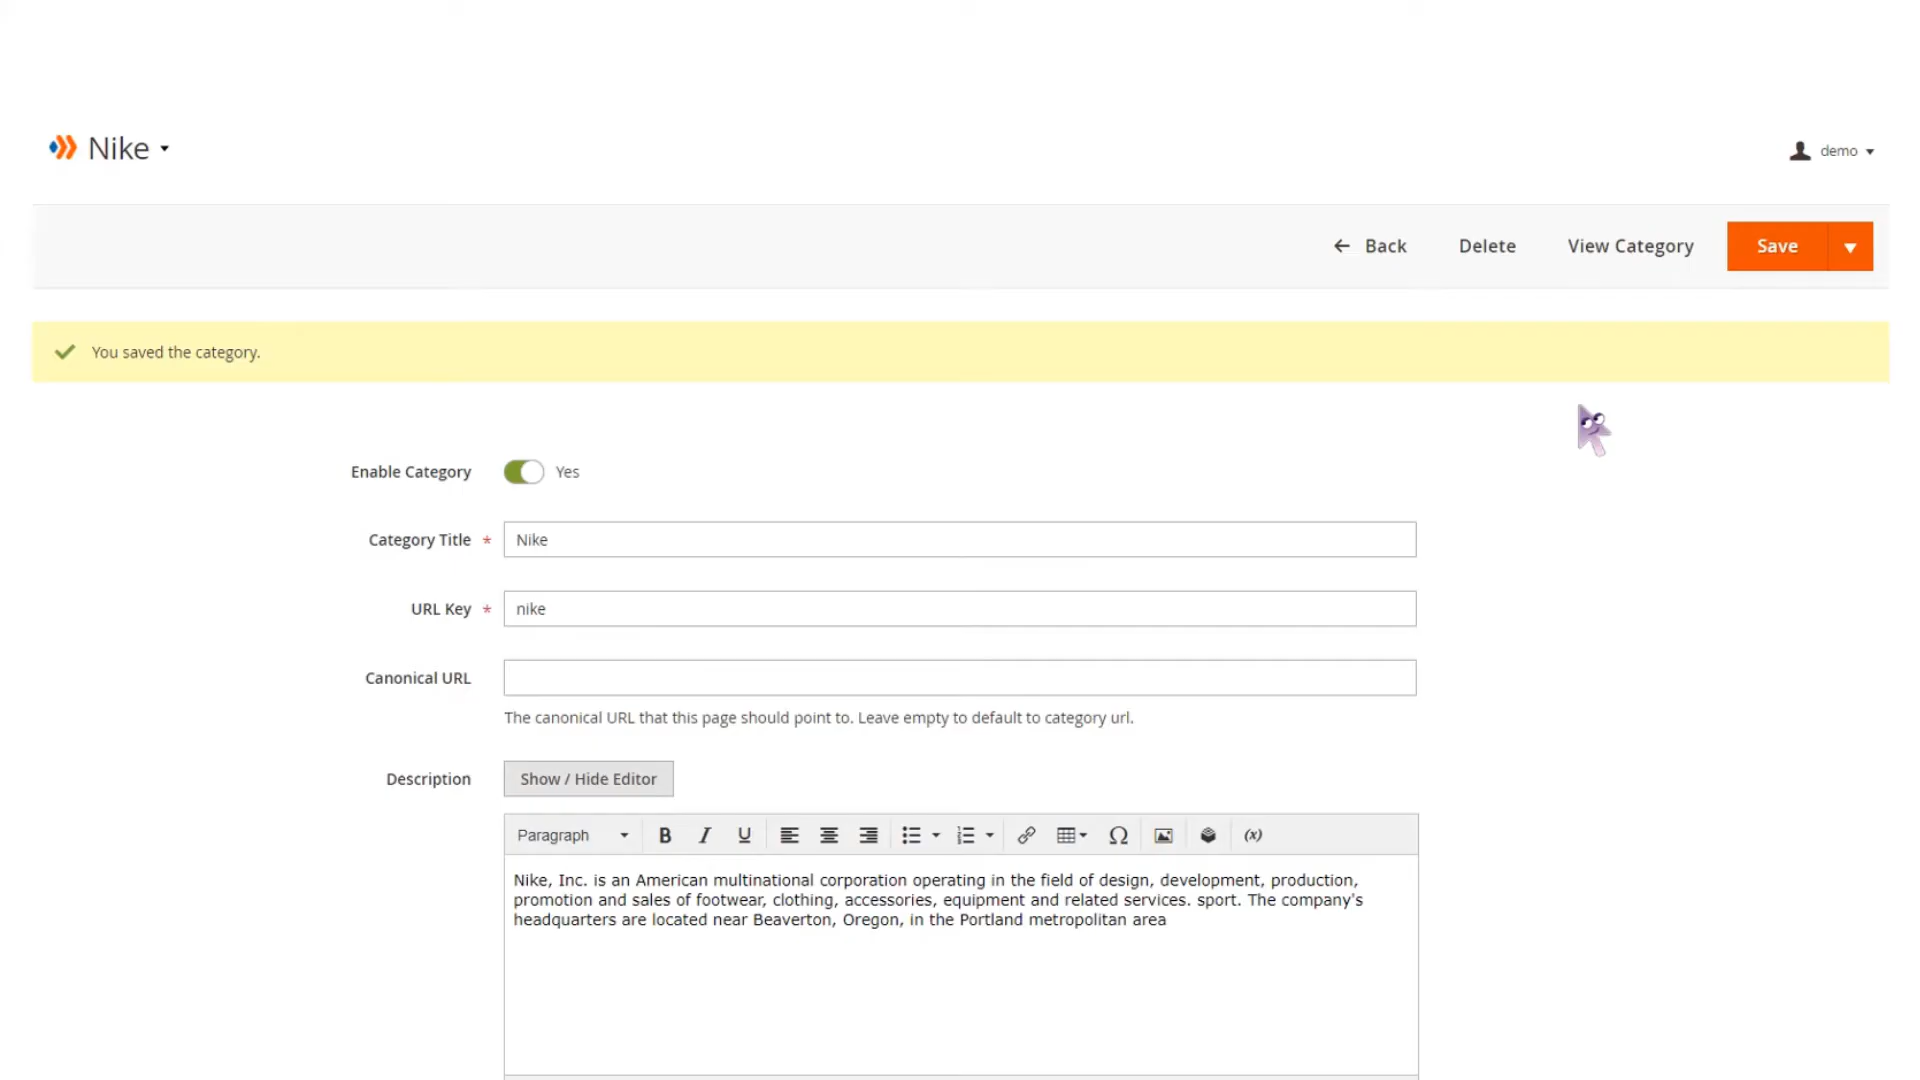 Nike
demo
Back
Delete
View Category
Save
You saved the category.
Enable Category
Yes
Category Title *
Nike
URL Key *
nike
Canonical URL
The canonical URL that this page should point to. Leave empty to default to category url.
Description
Show / Hide Editor
Paragraph
B
I
U
Ω
(x)
Nike, Inc. is an American multinational corporation operating in the field of design, development, production,
promotion and sales of footwear, clothing, accessories, equipment and related services. sport. The company's
headquarters are located near Beaverton, Oregon, in the Portland metropolitan area